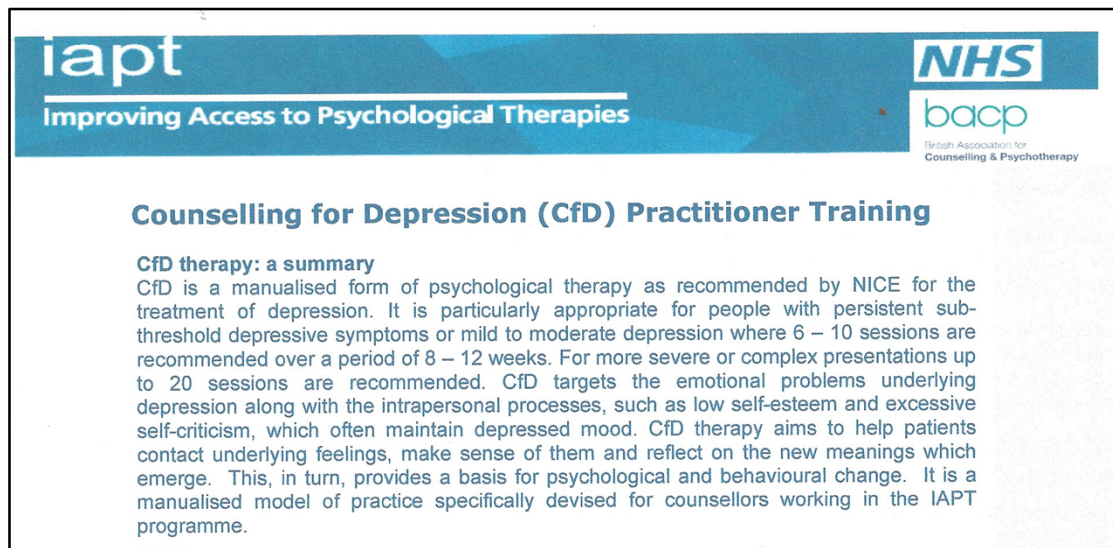 iapt
Improving Access to Psychological Therapies
NHS
bacp
British Association for
Counselling & Psychotherapy
Counselling for Depression (CfD) Practitioner Training
CfD therapy: a summary
CfD is a manualised form of psychological therapy as recommended by NICE for the
treatment of depression. It is particularly appropriate for people with persistent sub-
threshold depressive symptoms or mild to moderate depression where 6 – 10 sessions are
recommended over a period of 8 – 12 weeks. For more severe or complex presentations up
to 20 sessions are recommended. CfD targets the emotional problems underlying
depression along with the intrapersonal processes, such as low self-esteem and excessive
self-criticism, which often maintain depressed mood. CfD therapy aims to help patients
contact underlying feelings, make sense of them and reflect on the new meanings which
emerge. This, in turn, provides a basis for psychological and behavioural change. It is a
manualised model of practice specifically devised for counsellors working in the IAPT
programme.